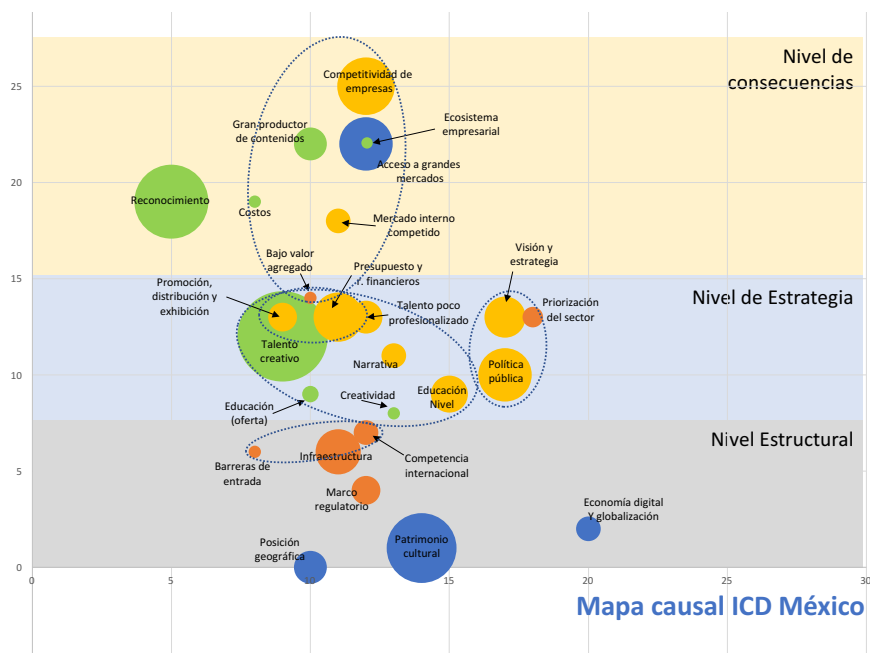 Nivel de
consecuencias
25
Competitividad de
empresas
Gran productor
de contenidos
Ecosistema
empresarial
Acceso a grandes
mercados
20
Reconocimiento
Costos
Mercado interno
competido
15
Bajo valor
agregado
Presupuesto y
r. financieros
Visión y
estrategia
Nivel de Estrategia
Promoción,
distribución y
exhibición
Talento poco
profesionalizado
Priorización
del sector
Talento
creativo
Narrativa
Política
pública
10
Educación
(oferta)
Creatividad
Educación
Nivel
Nivel Estructural
5
Barreras de
entrada
Infraestructura
Competencia
internacional
Marco
regulatorio
Economía digital
Y globalización
Posición
geográfica
Patrimonio
cultural
0
0
5
10
15
20
25
30
Mapa causal ICD México